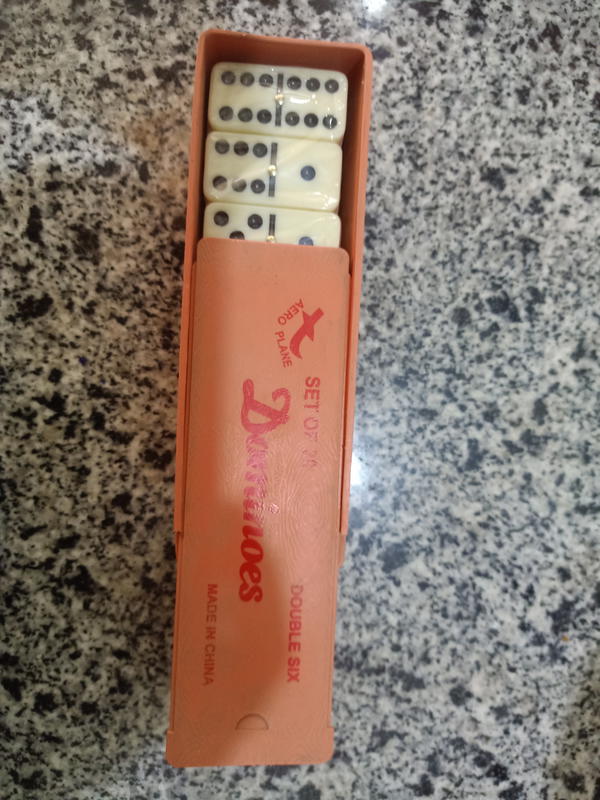 AERO PLANE
SET OF 28
Dominoes
DOUBLE SIX
MADE IN CHINA